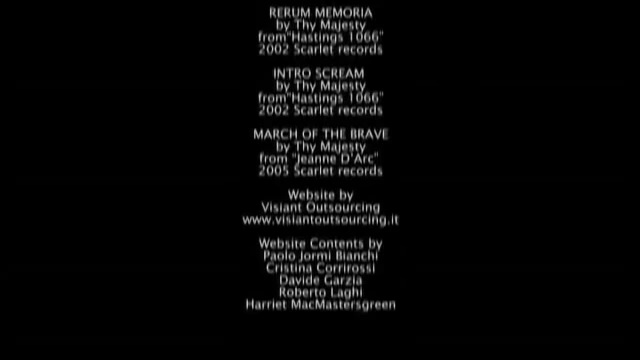 RERUM MEMORIA
by Thy Majesty
from"Hastings 1066"
2002 Scarlet records
INTRO SCREAM
by Thy Majesty
from"Hastings 1066"
2002 Scarlet records
MARCH OF THE BRAVE
by Thy Majesty
from "Jeanne D'Arc"
2005 Scarlet records
Website by
Visiant Outsourcing
www.visiantoutsourcing.it
Website Contents by
Paolo Jormi Bianchi
Cristina Corrirossi
Davide Garzia
Roberto Laghi
Harriet MacMastersgreen